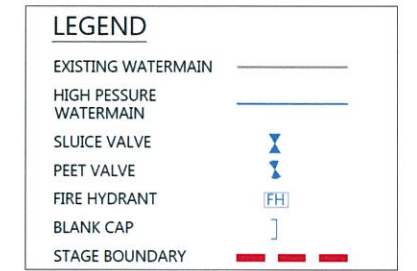 LEGEND
EXISTING WATERMAIN
HIGH PESSURE
WATERMAIN
SLUICE VALVE
PEET VALVE
FIRE HYDRANT FH
BLANK CAP
STAGE BOUNDARY